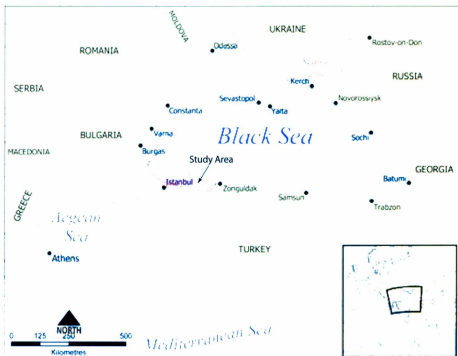 MOLDOVA
UKRAINE
Odessa
Rostov-on-Don
ROMANIA
RUSSIA
SERBIA
Kerch
Sevastopol
Novorossiysk
Constanta
Yalta
BULGARIA
Varna
Black Sea
Sochi
Burgas
MACEDONIA
Study Area
GEORGIA
Istanbul
Zonguldak
Batumi
Samsun
Trabzon
GREECE
Aegean
Sea
TURKEY
Athens
NORTH
0 125 250 500
Kilometres
Mediterranean Sea